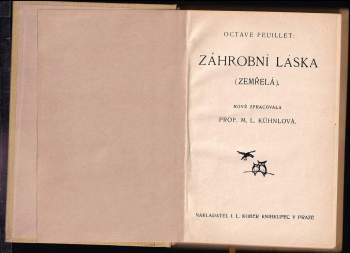 OCTAVE FEUILLET:
ZÁHROBNÍ LÁSKA
(ZEMŘELÁ).
NOVĚ ZPRACOVALA
PROF. M. L. KÜHNLOVÁ.
NAKLADATEL I. L. KOBER KNIHKUPEC V PRAZE